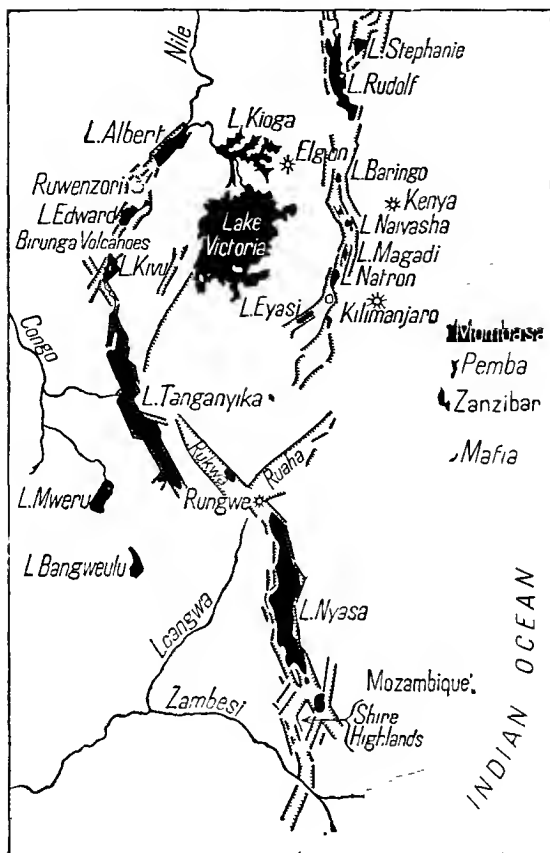 Nile
L. Stephanie
L. Rudolf
L. Albert
L. Kioga
Elgon
L. Baringo
Ruwenzori
Kenya
L. Edward
L. Naivasha
Lake
Victoria
Birunga Volcanoes
L. Kivu
L. Magadi
L. Natron
L. Eyasi
Kilimanjaro
Mombasa
Congo
Pemba
L. Tanganyika
Zanzibar
Rukwa
Ruaha
Mafia
L. Mweru
Rungwe
L. Bangweulu
L. Nyasa
Loangwa
Mozambique
Zambesi
Shire
Highlands
INDIAN OCEAN